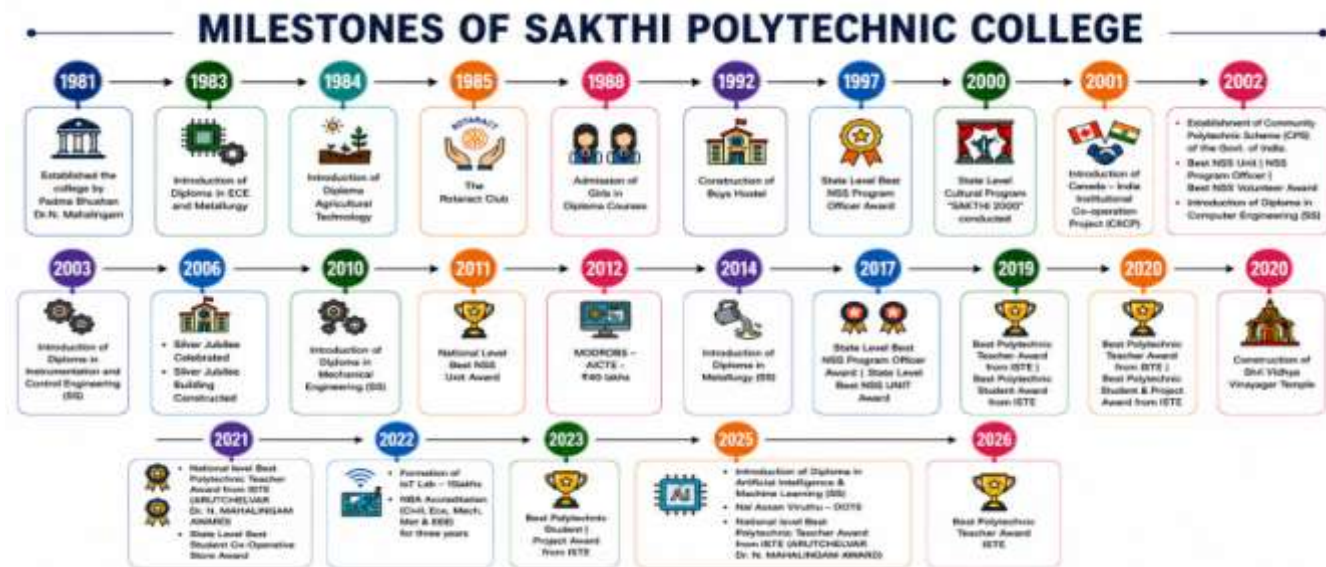 MILESTONES OF SAKTHI POLYTECHNIC COLLEGE
1981
Established the
college by
Padma Bhushan
Dr.N. Mahalingam
1983
Introduction of
Diploma in ECE
and Metallurgy
1984
Introduction of
Diploma
Agricultural
Technology
1985
ROTARACT
The
Rotaract Club
1988
Admission of
Girls in
Diploma Courses
1992
Construction of
Boys Hostel
1997
State Level Best
NSS Program
Officer Award
2000
State Level
Cultural Program
"SAKTHI 2000"
conducted
2001
Introduction of
Canada – India
Institutional
Co-operation
Project
2002
• Establishment of Community
Polytechnic Scheme (CPS)
of the Govt. of India.
• Best NSS Unit | NSS
Program Officer |
Best NSS Volunteer Award
• Introduction of Diploma in
Computer Engineering (SS)
2003
Introduction of
Diploma in
Instrumentation and
Control Engineering
(SS)
2006
• Silver Jubilee
Celebrated
• Silver Jubilee
Building
Constructed
2010
Introduction of
Diploma in
Mechanical
Engineering (SS)
2011
National Level
Best NSS
Unit Award
2012
MODROBS –
AICTE –
lakhs
2014
Introduction of
Diploma in
Metallurgy (SS)
2017
State Level Best
NSS Program Officer
Award | State Level
Best NSS UNIT
Award
2019
Best Polytechnic
Teacher Award
from ISTE |
Best Polytechnic
Student Award
from ISTE
2020
Best Polytechnic
Teacher Award
from ISTE |
Best Polytechnic
Student & Project
Award from ISTE
2020
Construction of
Shri Vidhya
Vinayager Temple
2021
• National level Best
Polytechnic Teacher
Award from ISTE
(ARUTCHELVAR
Dr. N. MAHALINGAM
AWARD)
• State Level Best
Student Co-Operative
Store Award
2022
• Formation of
IoT Lab –
• NBA Accreditation
(Civil, Ece, Mech,
Met & EEE)
for three years
2023
Best Polytechnic
Student |
Project Award
from ISTE
2025
AI
• Introduction of Diploma in
Artificial Intelligence &
Machine Learning (SS)
• Nal Aasan Viruthu – DOTE
• National level Best
Polytechnic Teacher Award
from ISTE (ARUTCHELVAR
Dr. N. MAHALINGAM AWARD)
2026
Best Polytechnic
Teacher Award
ISTE